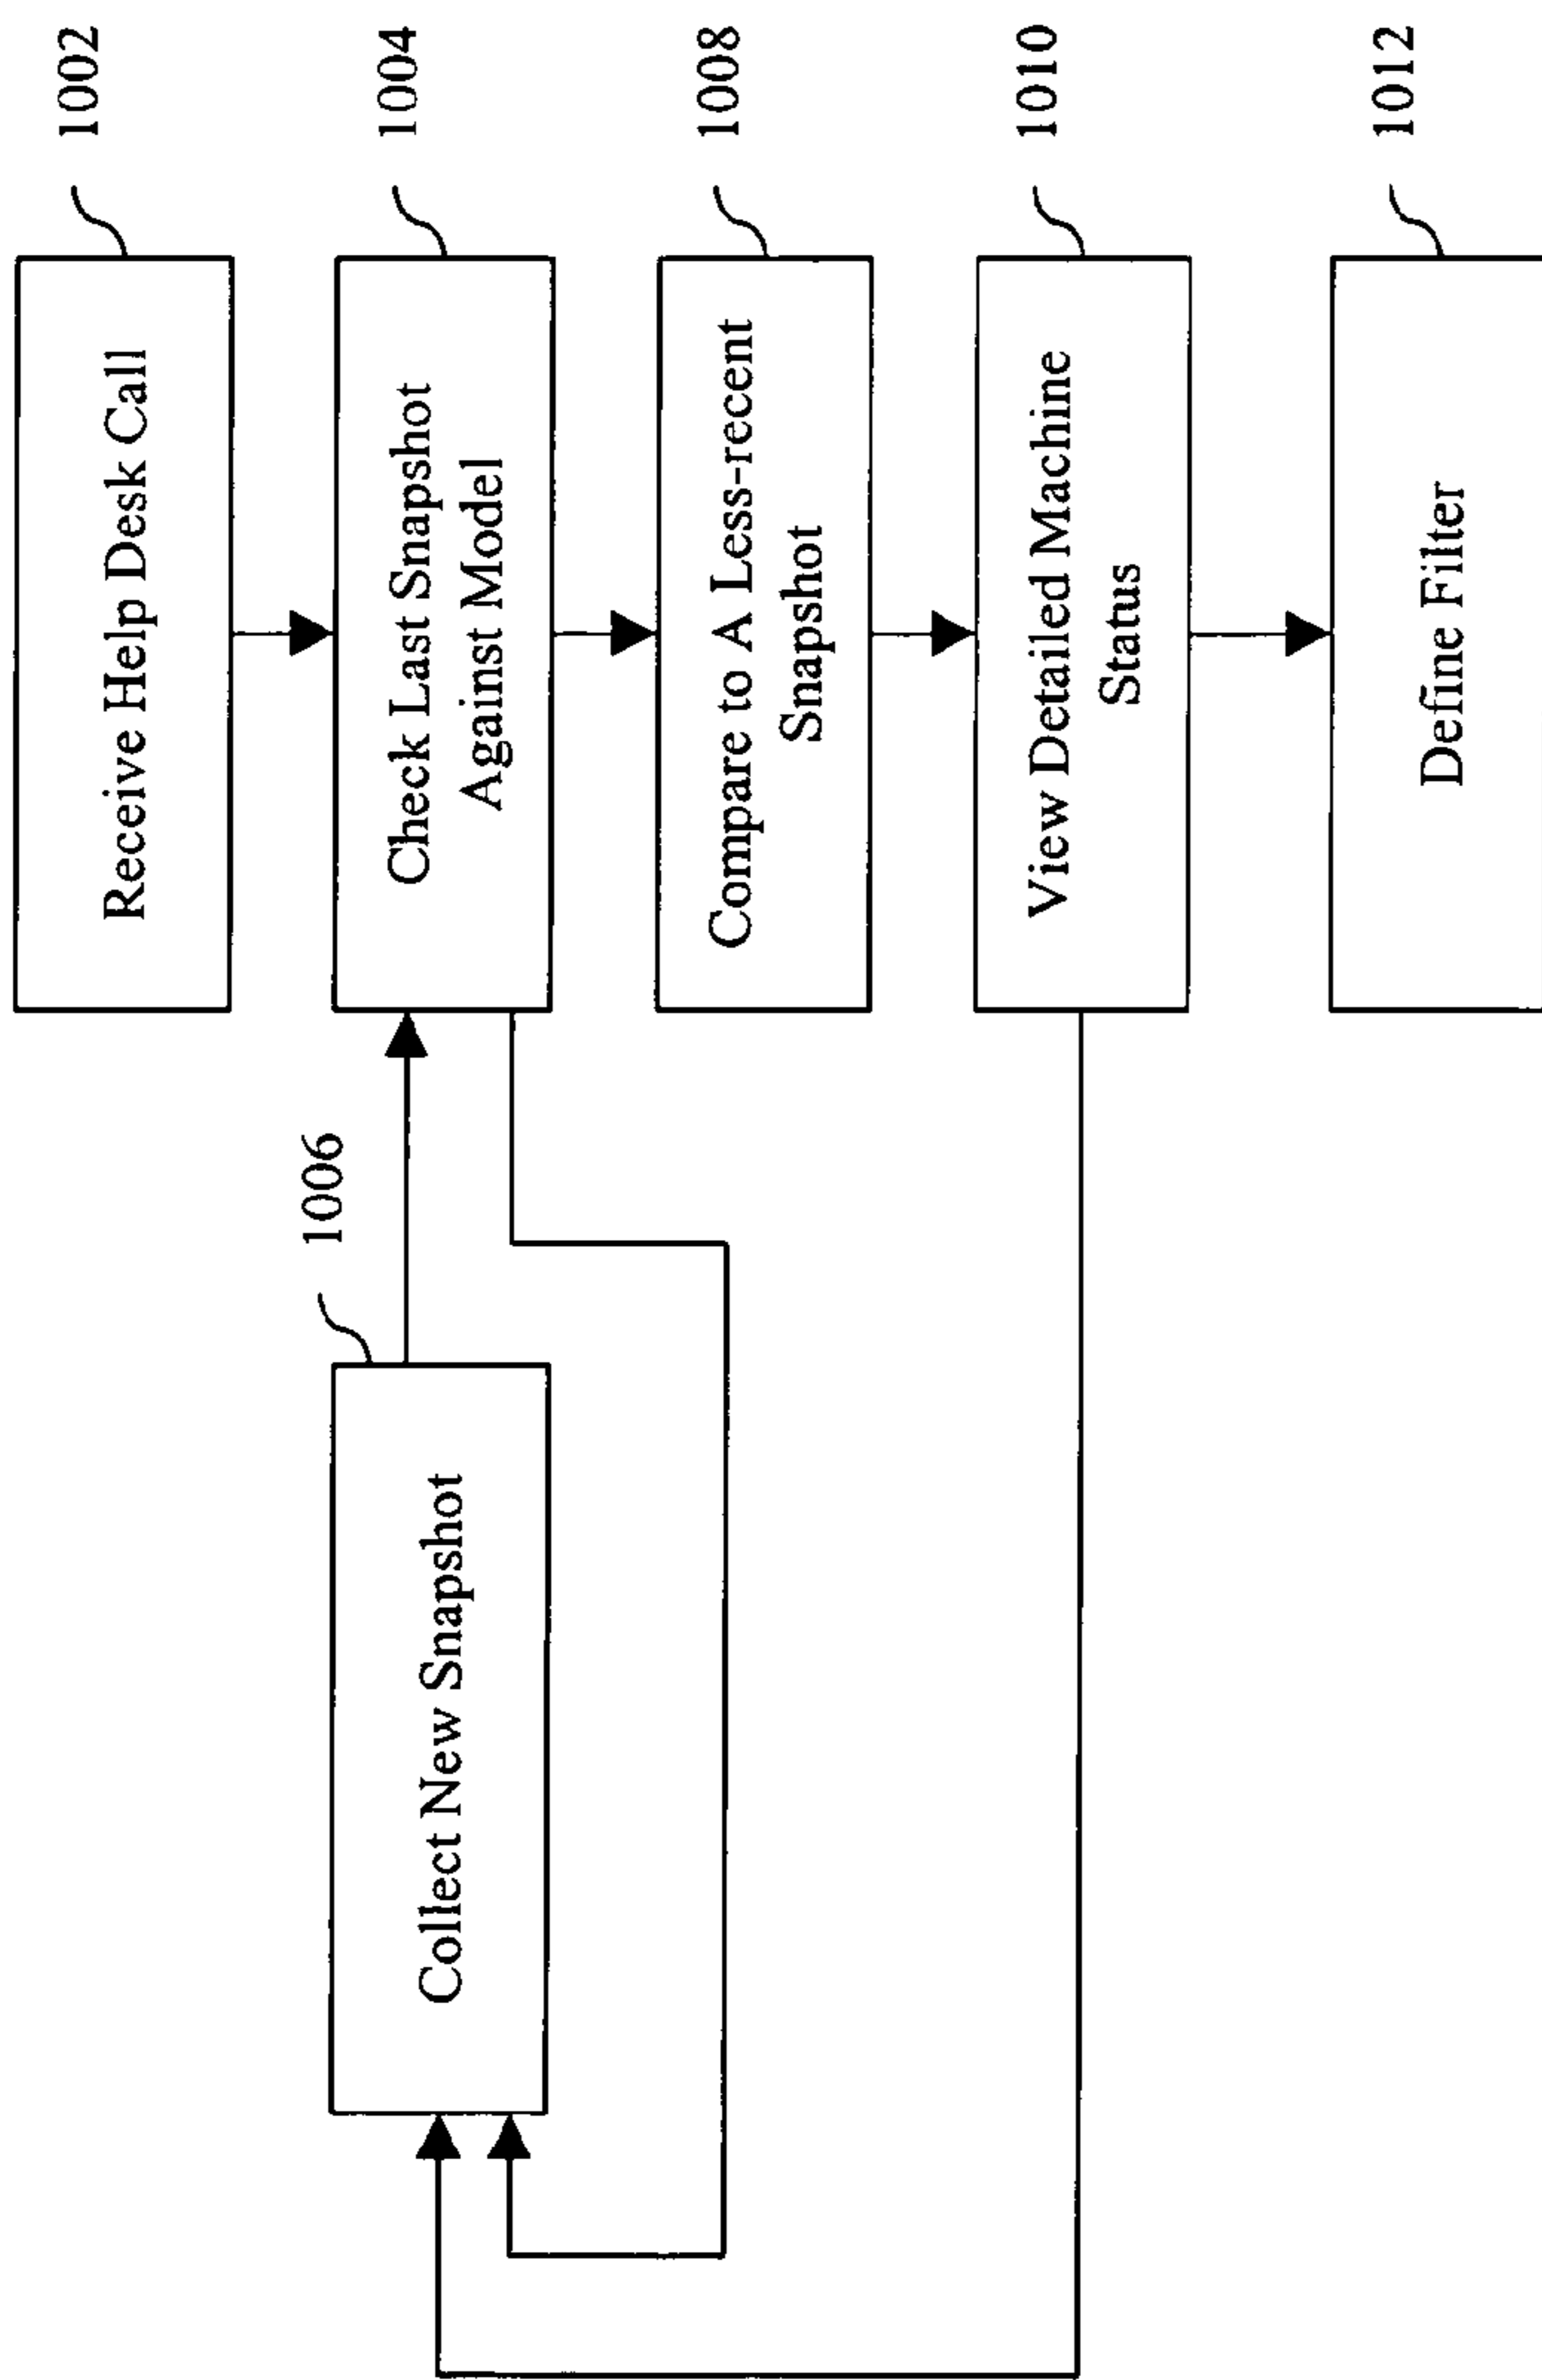 Receive Help Desk Call
1002
Check Last Snapshot
Against Model
1004
Collect New Snapshot
1006
Compare to A Less-recent
Snapshot
1008
View Detailed Machine
Status
1010
Define Filter
1012